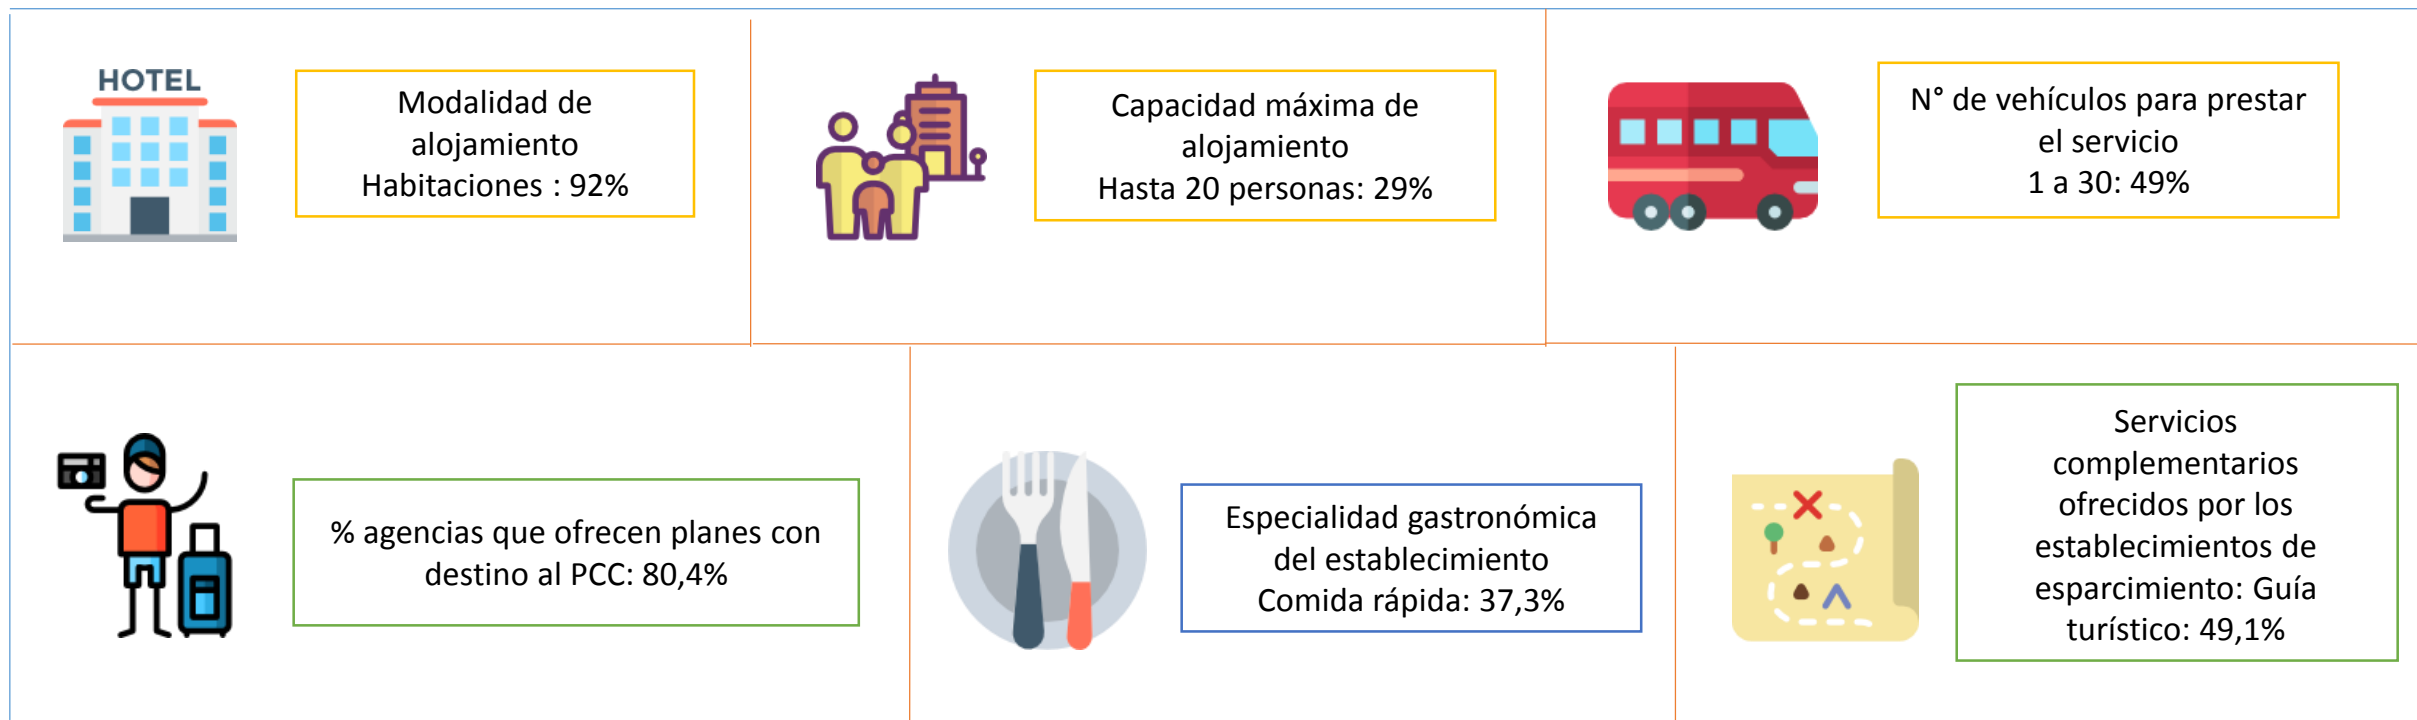 HOTEL
Modalidad de
alojamiento
Habitaciones : 92%
Capacidad máxima de
alojamiento
Hasta 20 personas: 29%
N° de vehículos para prestar
el servicio
1 a 30: 49%
% agencias que ofrecen planes con
destino al PCC: 80,4%
Especialidad gastronómica
del establecimiento
Comida rápida: 37,3%
Servicios
complementarios
ofrecidos por los
establecimientos de
esparcimiento: Guía
turístico: 49,1%